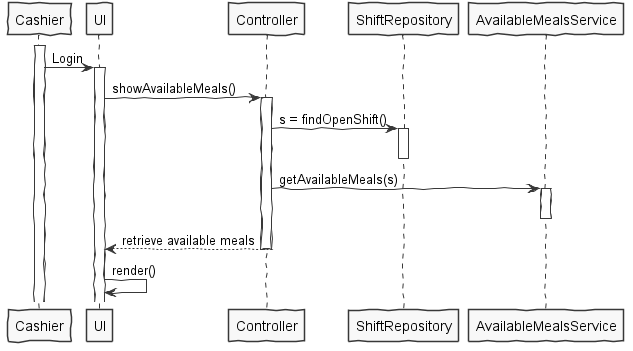 Cashier UI Controller ShiftRepository AvailableMealsService
Login
showAvailableMeals()
s = findOpenShift()
getAvailableMeals(s)
retrieve available meals
render()
Cashier UI Controller ShiftRepository AvailableMealsService